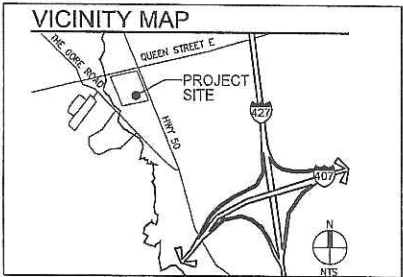 VICINITY MAP
THE GORE ROAD
QUEEN STREET E
PROJECT
SITE
HWY 50
427
407
N
NTS